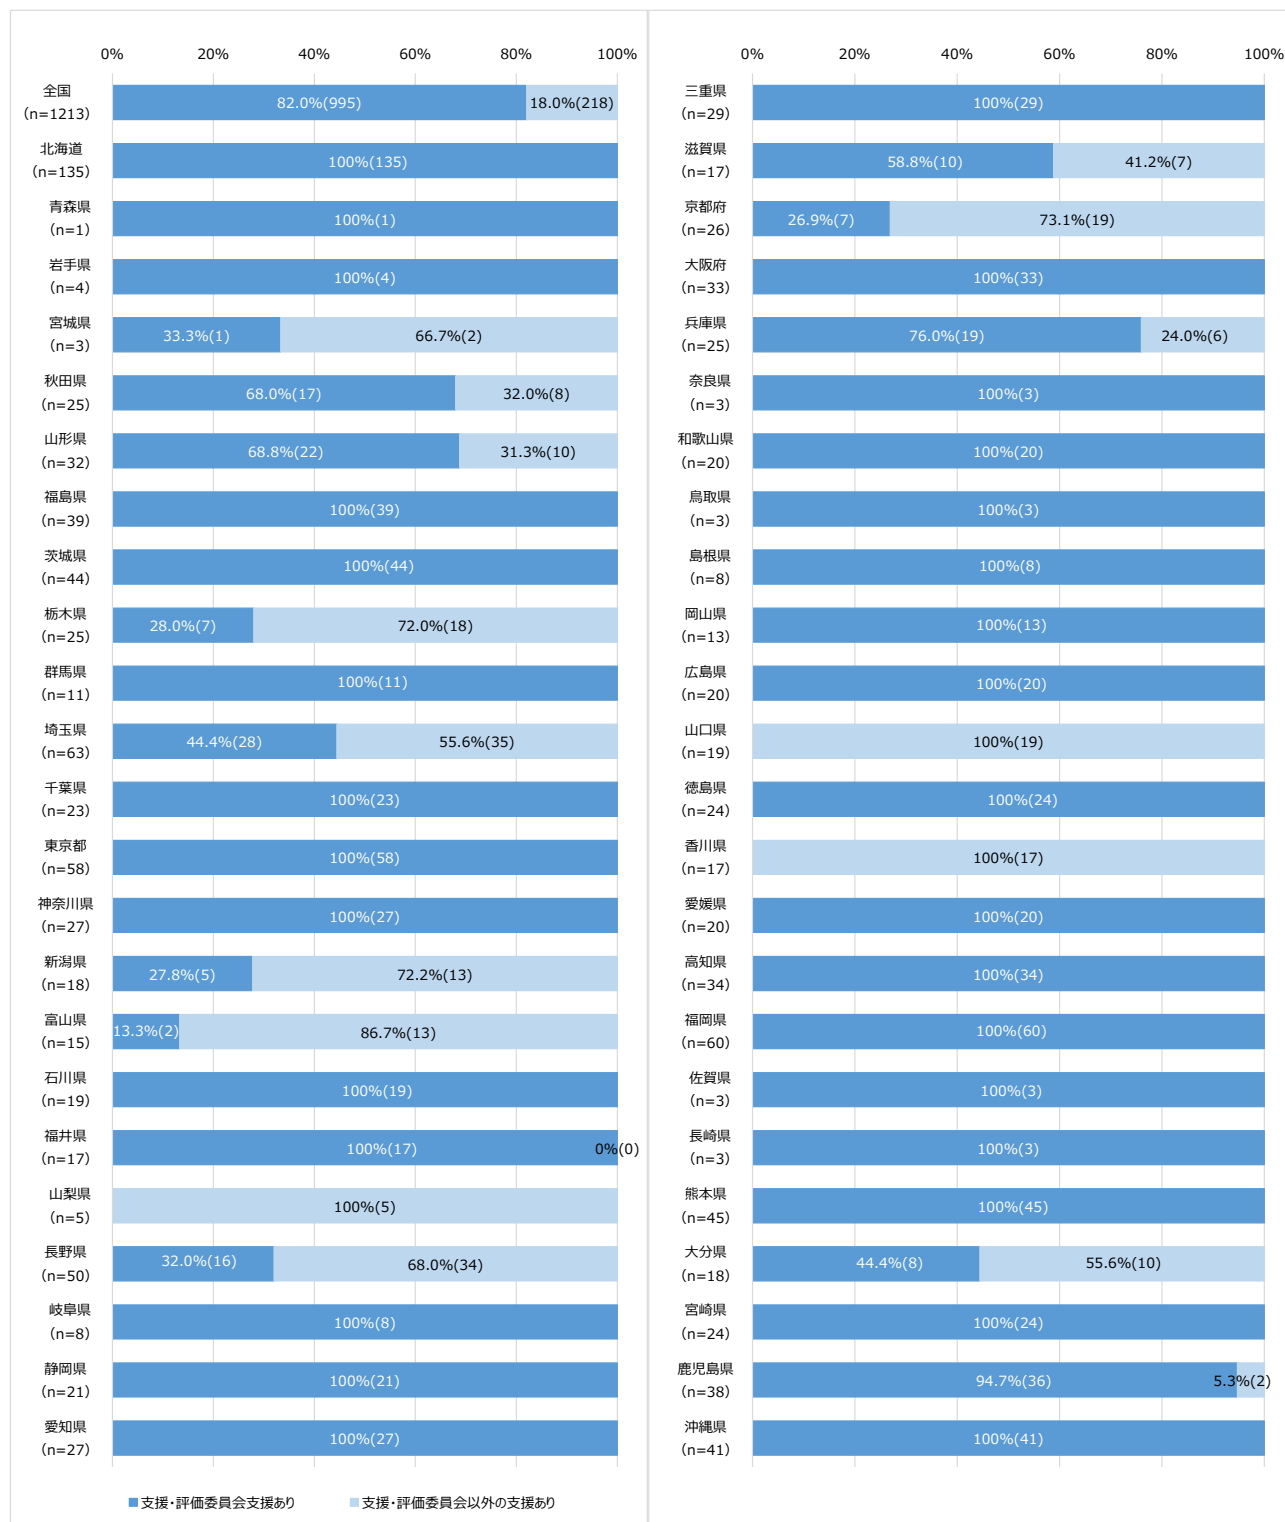 0% 20% 40% 60% 80% 100%
全国
(n=1213)
82.0%(995) 18.0%(218)
北海道
(n=135)
100%(135)
青森県
(n=1)
100%(1)
岩手県
(n=4)
100%(4)
宮城県
(n=3)
33.3%(1) 66.7%(2)
秋田県
(n=25)
68.0%(17) 32.0%(8)
山形県
(n=32)
68.8%(22) 31.3%(10)
福島県
(n=39)
100%(39)
茨城県
(n=44)
100%(44)
栃木県
(n=25)
28.0%(7) 72.0%(18)
群馬県
(n=11)
100%(11)
埼玉県
(n=63)
44.4%(28) 55.6%(35)
千葉県
(n=23)
100%(23)
東京都
(n=58)
100%(58)
神奈川県
(n=27)
100%(27)
新潟県
(n=18)
27.8%(5) 72.2%(13)
富山県
(n=15)
13.3%(2) 86.7%(13)
石川県
(n=19)
100%(19)
福井県
(n=17)
100%(17) 0%(0)
山梨県
(n=5)
100%(5)
長野県
(n=50)
32.0%(16) 68.0%(34)
岐阜県
(n=8)
100%(8)
静岡県
(n=21)
100%(21)
愛知県
(n=27)
100%(27)
支援・評価委員会支援あり 支援・評価委員会以外の支援あり
0% 20% 40% 60% 80% 100%
三重県
(n=29)
100%(29)
滋賀県
(n=17)
58.8%(10) 41.2%(7)
京都府
(n=26)
26.9%(7) 73.1%(19)
大阪府
(n=33)
100%(33)
兵庫県
(n=25)
76.0%(19) 24.0%(6)
奈良県
(n=3)
100%(3)
和歌山県
(n=20)
100%(20)
鳥取県
(n=3)
100%(3)
島根県
(n=8)
100%(8)
岡山県
(n=13)
100%(13)
広島県
(n=20)
100%(20)
山口県
(n=19)
100%(19)
徳島県
(n=24)
100%(24)
香川県
(n=17)
100%(17)
愛媛県
(n=20)
100%(20)
高知県
(n=34)
100%(34)
福岡県
(n=60)
100%(60)
佐賀県
(n=3)
100%(3)
長崎県
(n=3)
100%(3)
熊本県
(n=45)
100%(45)
大分県
(n=18)
44.4%(8) 55.6%(10)
宮崎県
(n=24)
100%(24)
鹿児島県
(n=38)
94.7%(36) 5.3%(2)
沖縄県
(n=41)
100%(41)